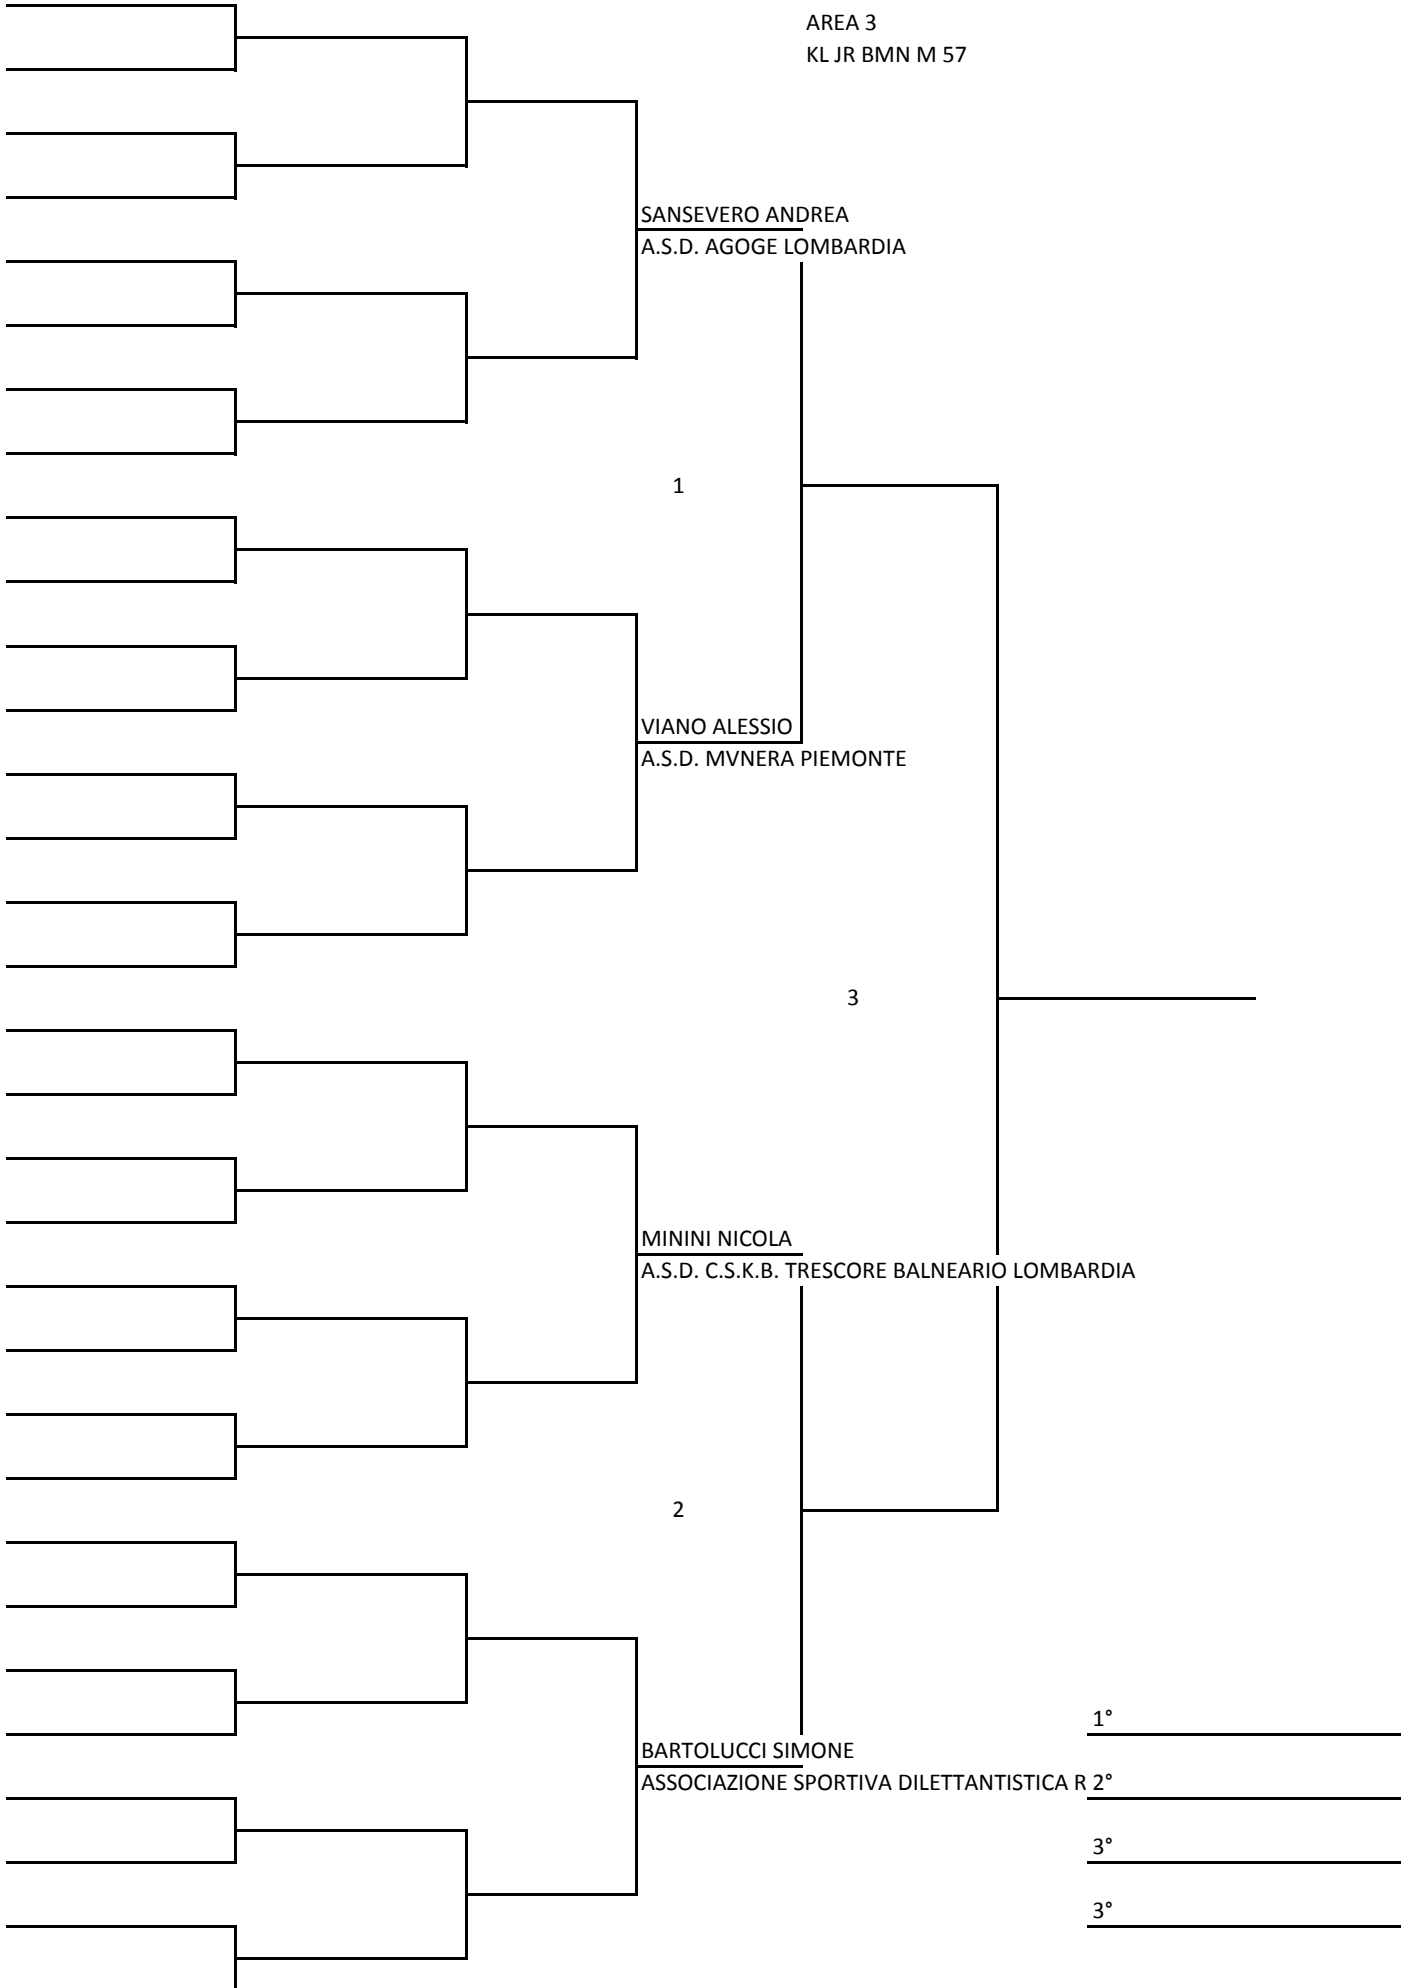 AREA 3
KL JR BMN M 57
SANSEVERO ANDREA
A.S.D. AGOGE LOMBARDIA
1
VIANO ALESSIO
A.S.D. MVNERA PIEMONTE
3
MININI NICOLA
A.S.D. C.S.K.B. TRESCORE BALNEARIO LOMBARDIA
2
1°
BARTOLUCCI SIMONE
ASSOCIAZIONE SPORTIVA DILETTANTISTICA R 2°
3°
3°